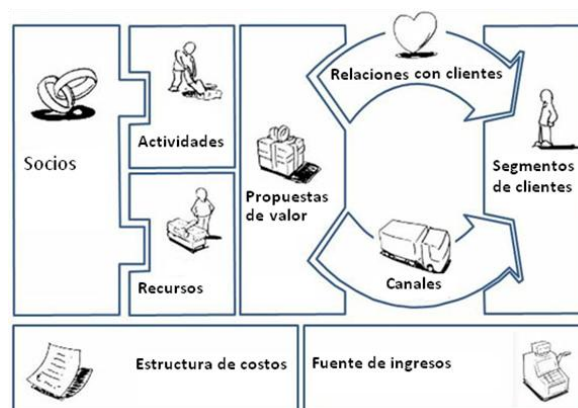 Socios
Actividades
Recursos
Propuestas
de valor
Relaciones con clientes
Canales
Segmentos
de clientes
Estructura de costos
Fuente de ingresos